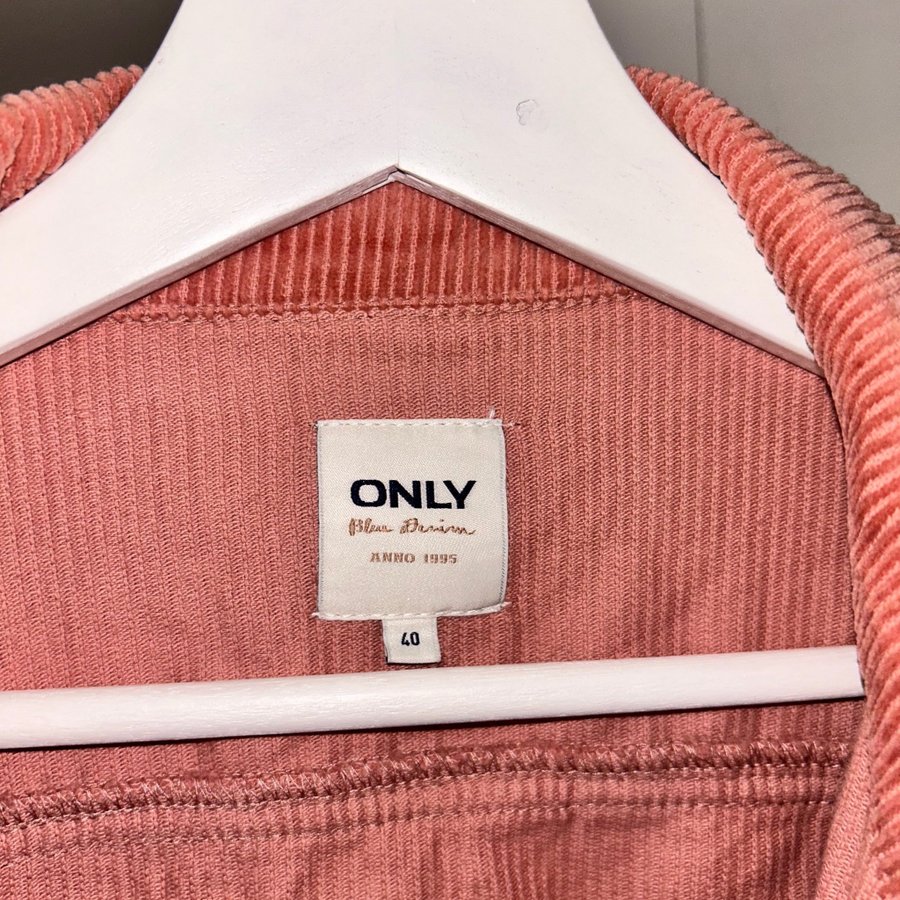 ONLY
Blue Denim
ANNO 1995
40